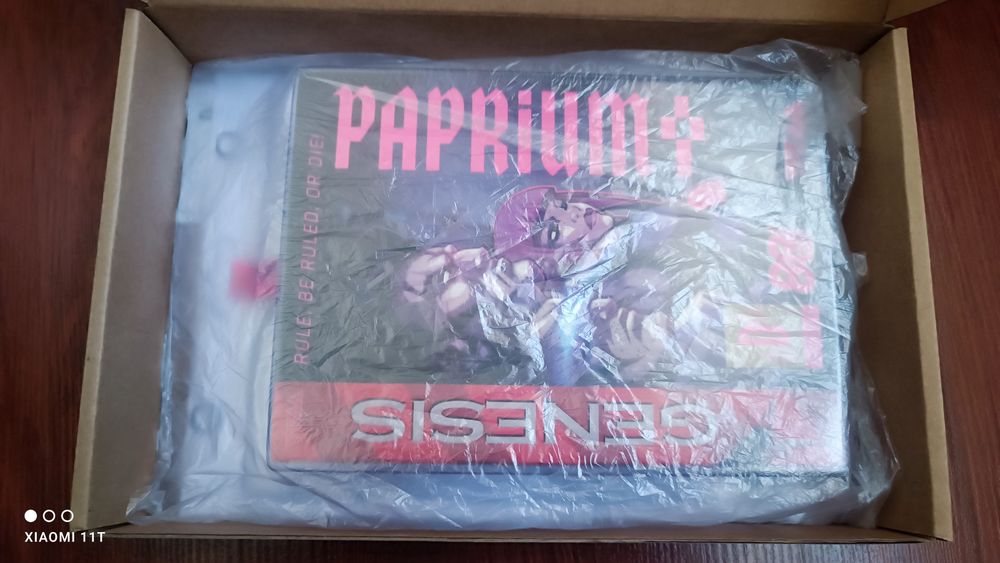 PAPRiUM
RULE, BE RULED, OR DIE!
GENESIS
XIAOMI 11T